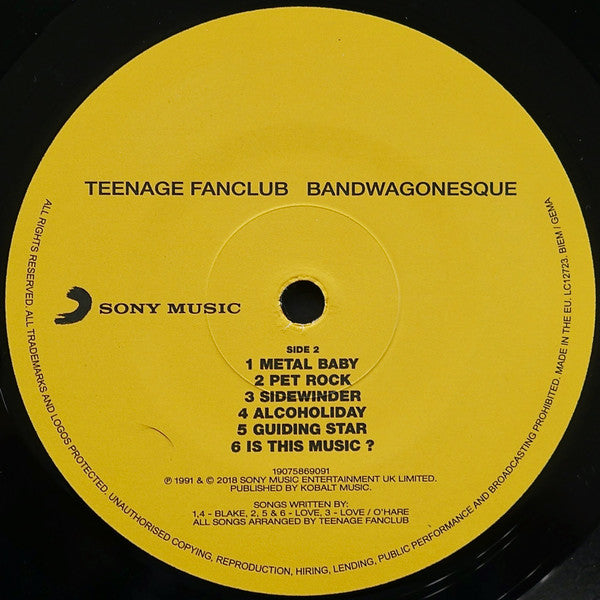 TEENAGE FANCLUB BANDWAGONESQUE
SONY MUSIC
SIDE 2
1 METAL BABY
2 PET ROCK
3 SIDEWINDER
4 ALCOHOLIDAY
5 GUIDING STAR
6 IS THIS MUSIC ?
19075869091
℗ 1991 & © 2018 SONY MUSIC ENTERTAINMENT UK LIMITED.
PUBLISHED BY KOBALT MUSIC.
SONGS WRITTEN BY:
1,4 - BLAKE, 2, 5 & 6 - LOVE, 3 - LOVE / O'HARE
ALL SONGS ARRANGED BY TEENAGE FANCLUB
ALL RIGHTS RESERVED. ALL TRADEMARKS AND LOGOS PROTECTED. UNAUTHORISED COPYING, REPRODUCTION, HIRING, LENDING, PUBLIC PERFORMANCE AND BROADCASTING PROHIBITED. MADE IN THE EU. LC12723. BIEM / GEMA